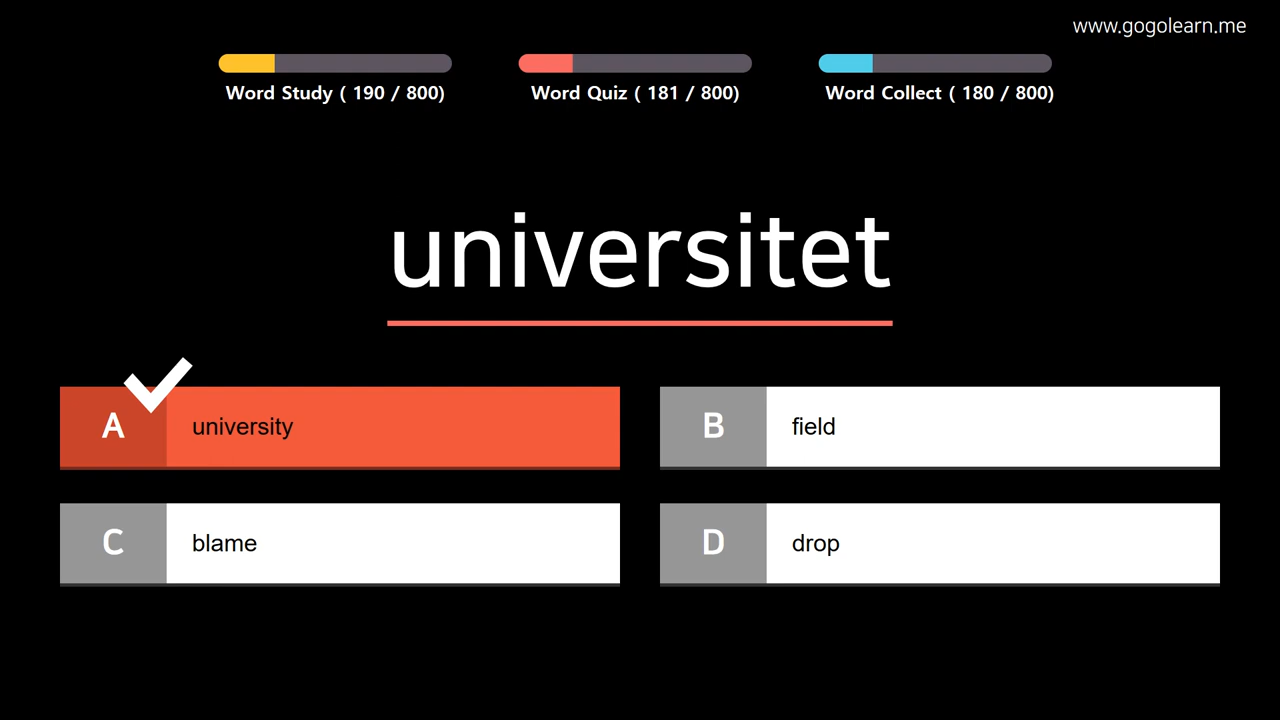 www.gogolearn.me
Word Study ( 190 / 800)
Word Quiz ( 181 / 800)
Word Collect ( 180 / 800)
universitet
A university
B field
C blame
D drop